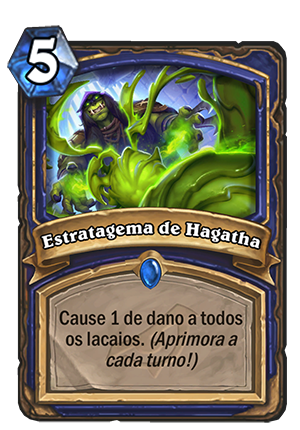 5
Estratagema de Hagatha
Cause 1 de dano a todos
os lacaios. (Aprimora a
cada turno!)